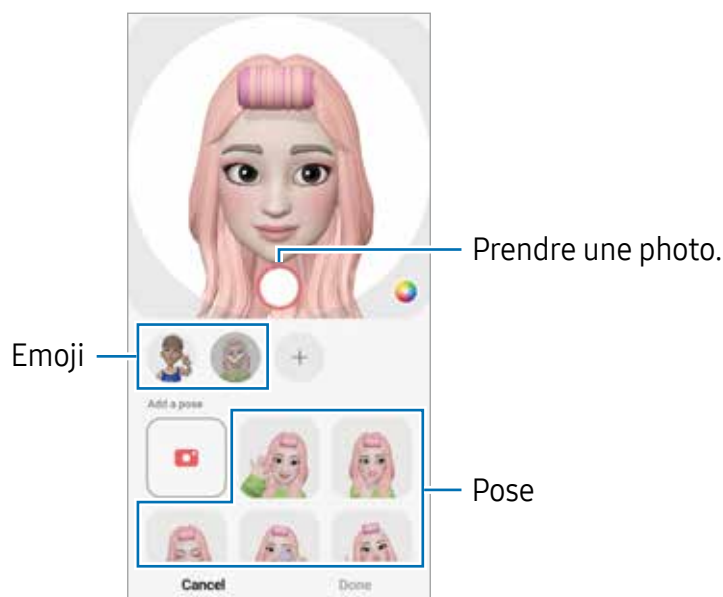 Prendre une photo.
Emoji
Add a pose
Pose
Cancel
Done